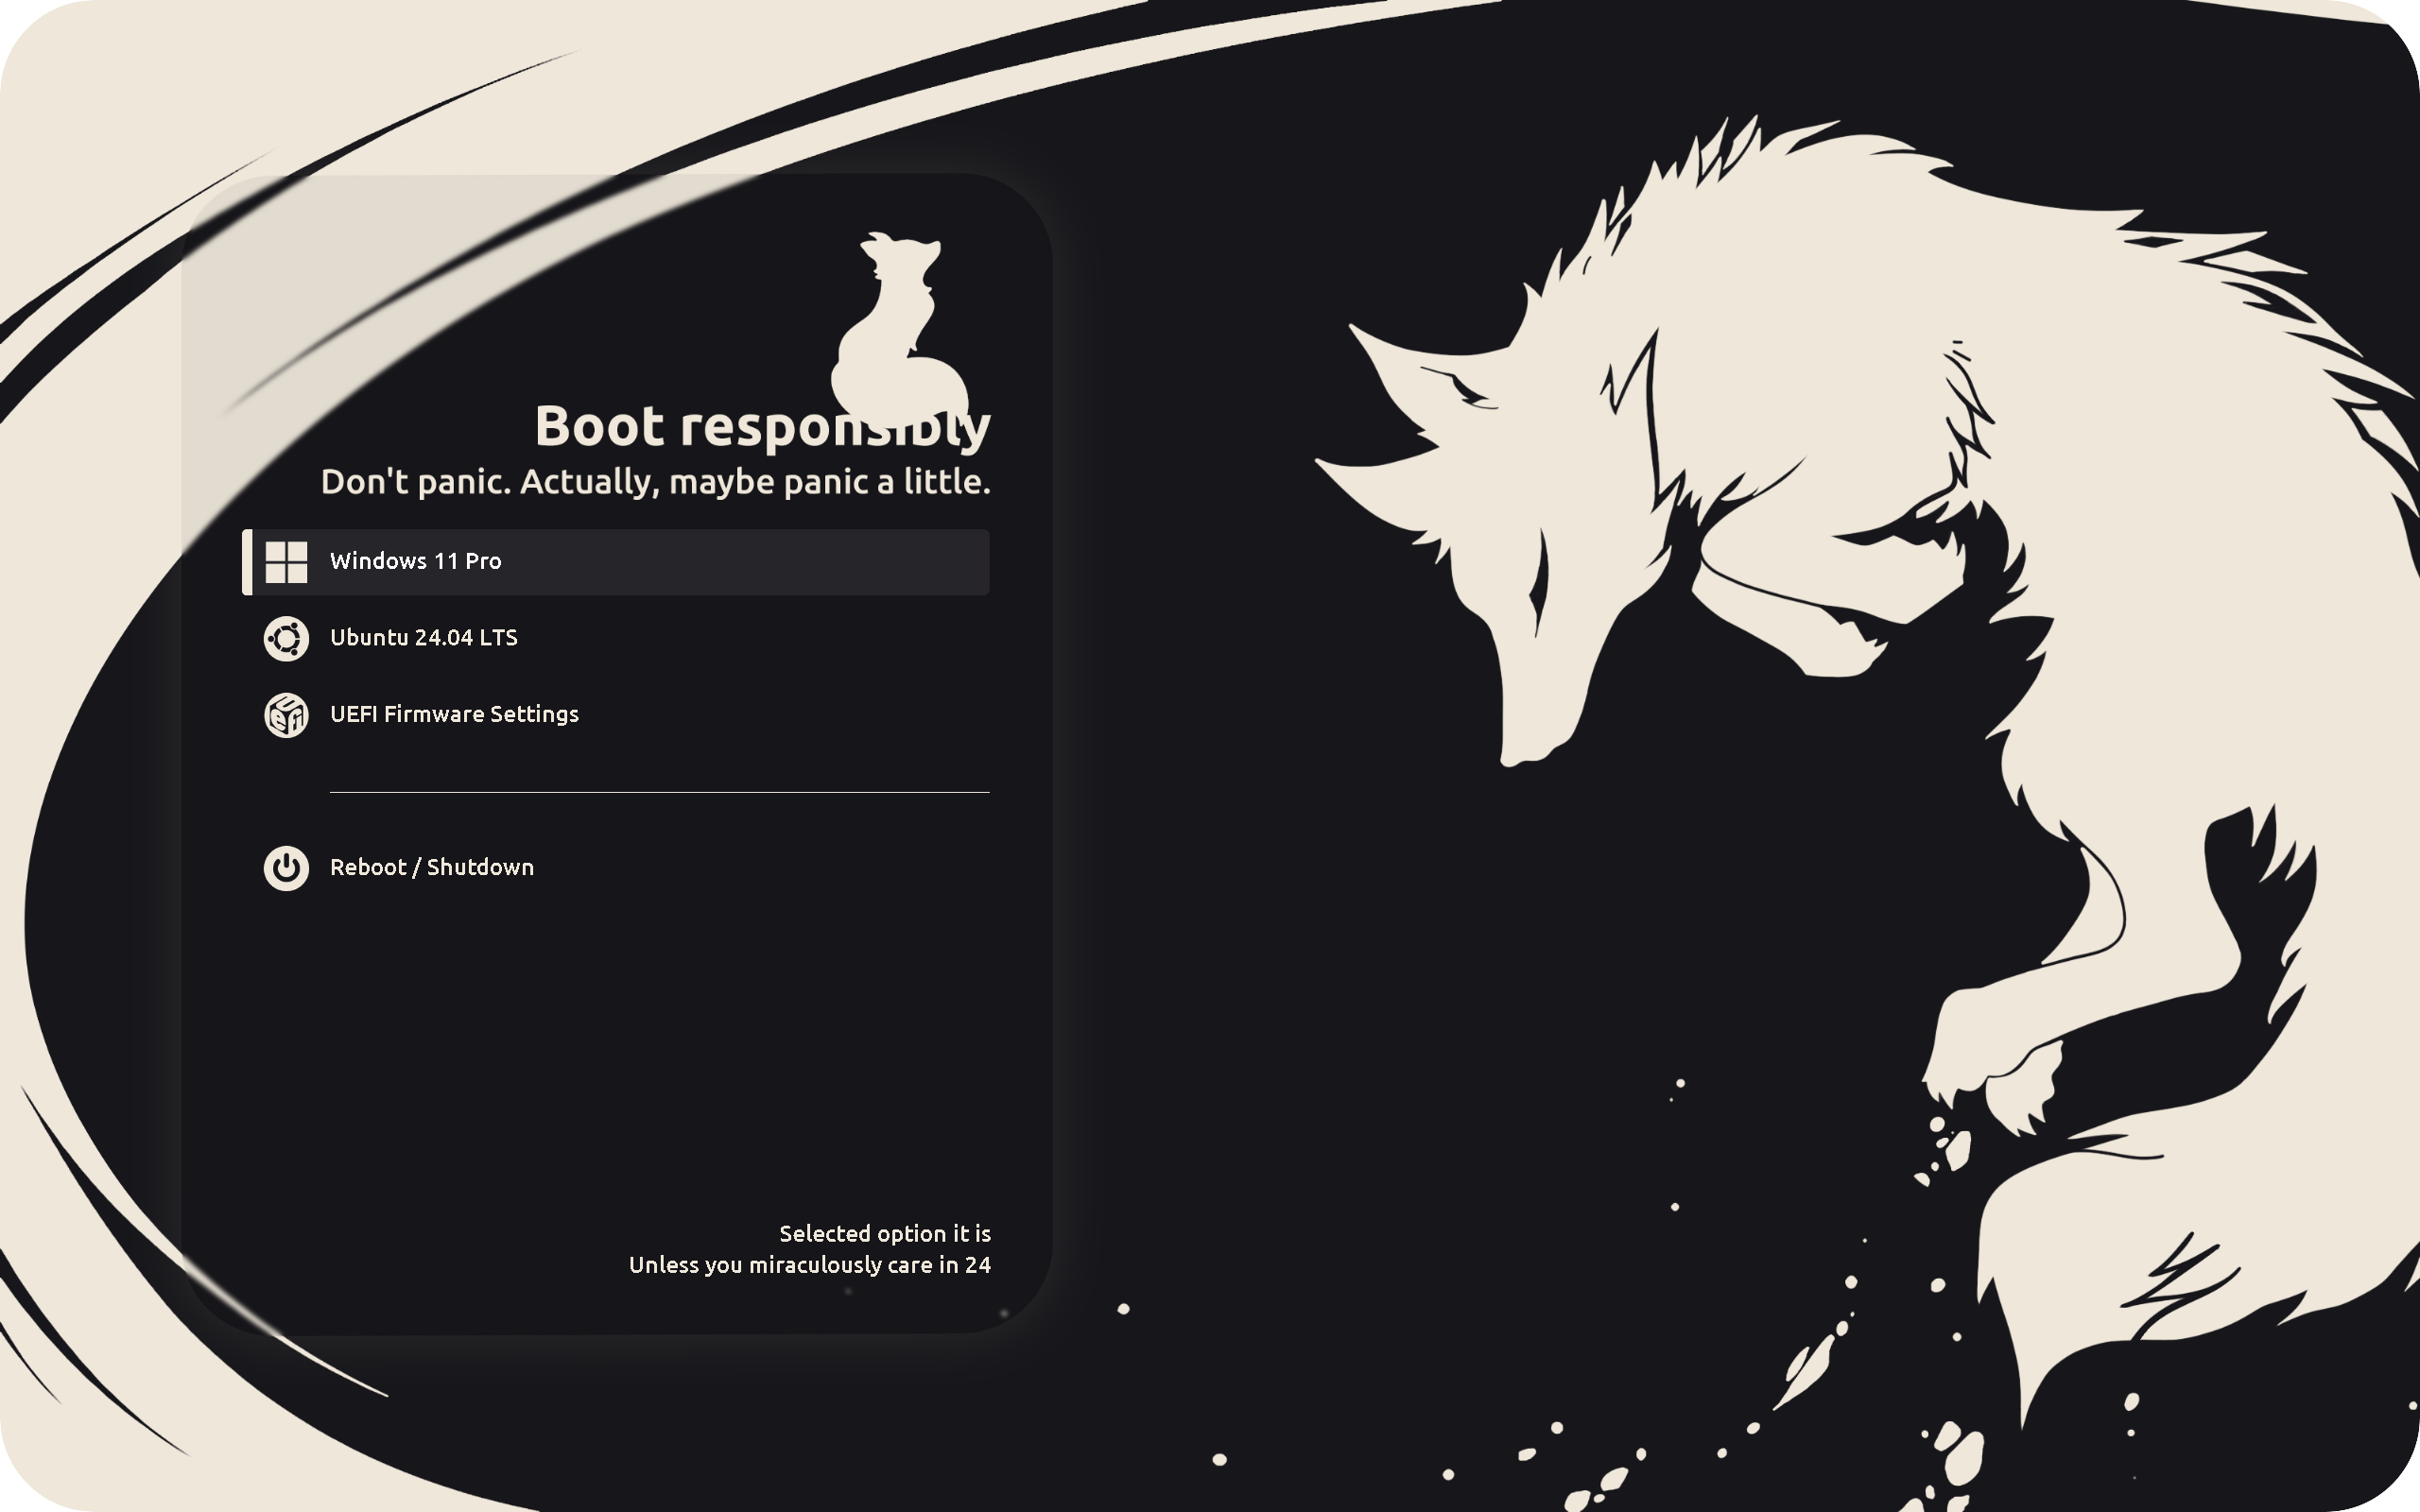 Boot responsibly
Don't panic. Actually, maybe panic a little.
Windows 11 Pro
Ubuntu 24.04 LTS
UEFI Firmware Settings
Reboot / Shutdown
Selected option it is
Unless you miraculously care in 24